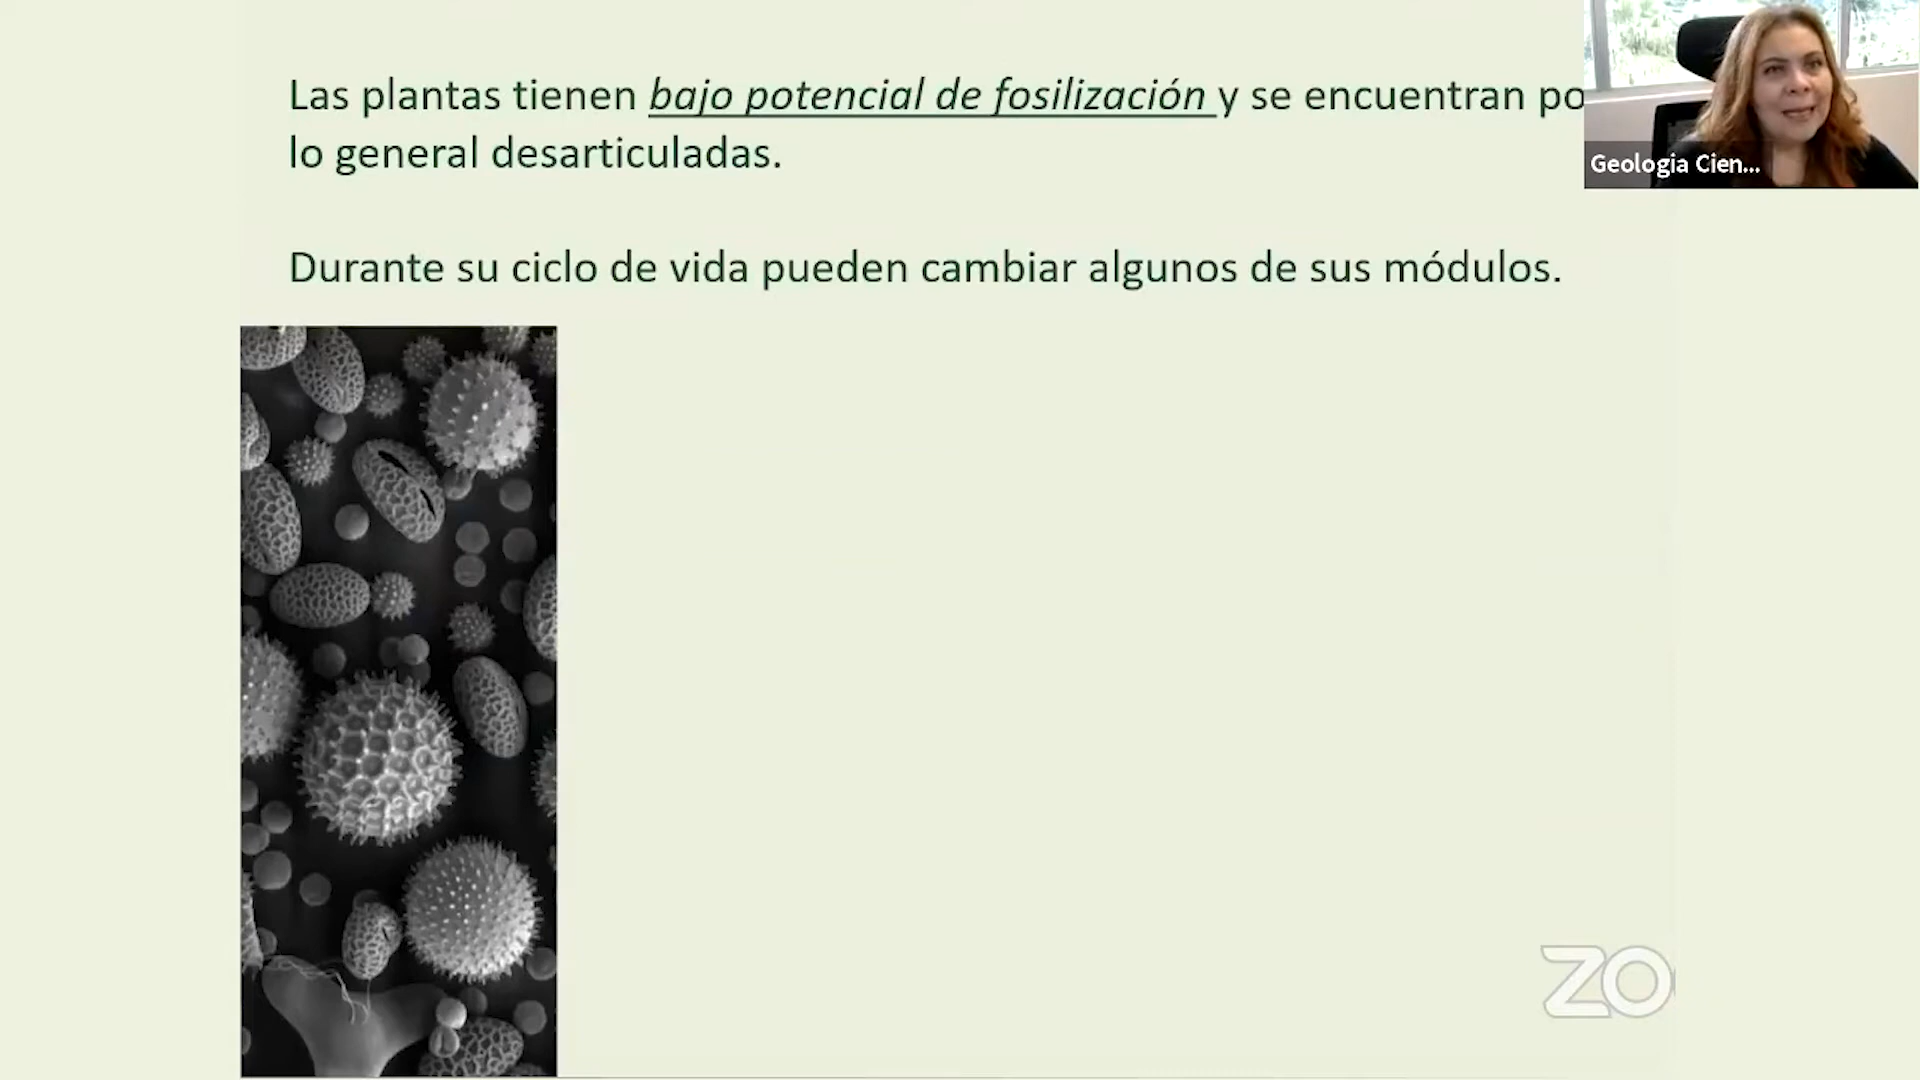 Las plantas tienen bajo potencial de fosilización y se encuentran po
lo general desarticuladas.
Durante su ciclo de vida pueden cambiar algunos de sus módulos.
Geologia Cien...
ZO